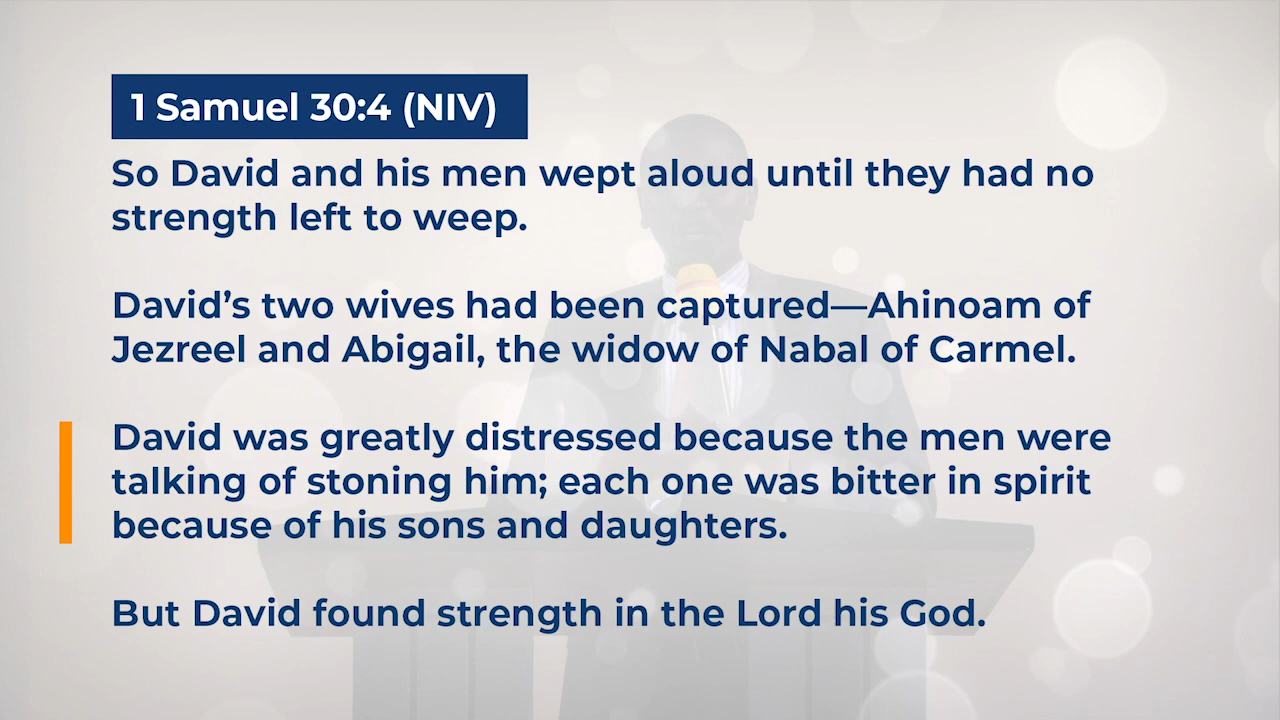 1 Samuel 30:4 (NIV)
So David and his men wept aloud until they had no
strength left to weep.
David’s two wives had been captured—Ahinoam of
Jezreel and Abigail, the widow of Nabal of Carmel.
David was greatly distressed because the men were
talking of stoning him; each one was bitter in spirit
because of his sons and daughters.
But David found strength in the Lord his God.